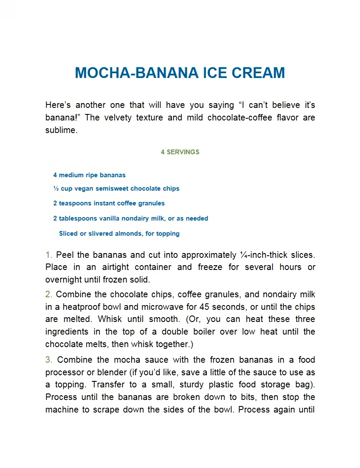 MOCHA-BANANA ICE CREAM
Here’s another one that will have you saying “I can’t believe it’s
banana!” The velvety texture and mild chocolate-coffee flavor are
sublime.
4 SERVINGS
4 medium ripe bananas
½ cup vegan semisweet chocolate chips
2 teaspoons instant coffee granules
2 tablespoons vanilla nondairy milk, or as needed
Sliced or slivered almonds, for topping
1. Peel the bananas and cut into approximately ¼-inch-thick slices.
Place in an airtight container and freeze for several hours or
overnight until frozen solid.
2. Combine the chocolate chips, coffee granules, and nondairy milk
in a heatproof bowl and microwave for 45 seconds, or until the chips
are melted. Whisk until smooth. (Or, you can heat these three
ingredients in the top of a double boiler over low heat until the
chocolate melts, then whisk together.)
3. Combine the mocha sauce with the frozen bananas in a food
processor or blender (if you’d like, save a little of the sauce to use as
a topping. Transfer to a small, sturdy plastic food storage bag).
Process until the bananas are broken down to bits, then stop the
machine to scrape down the sides of the bowl. Process again until